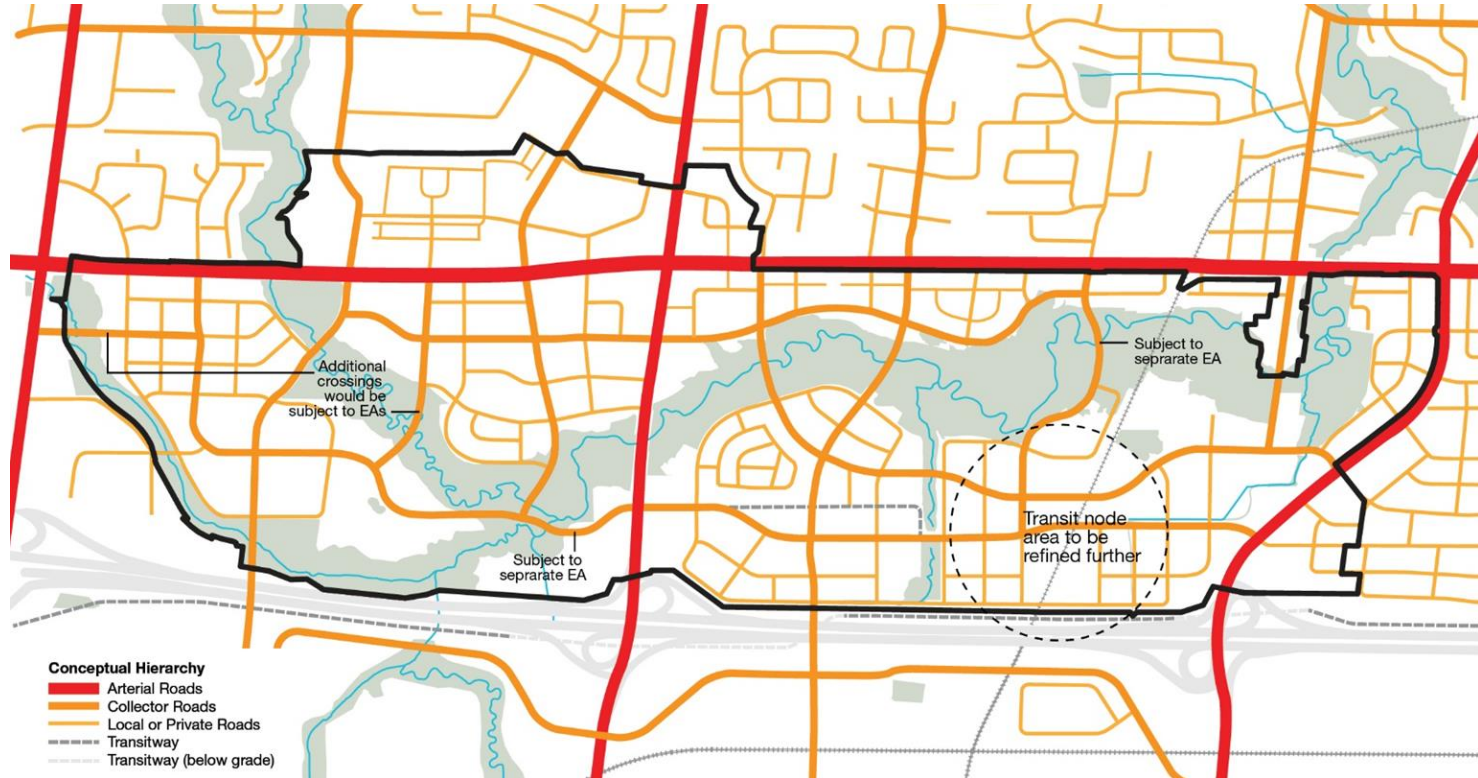 Additional
crossings
would be
subject to EAs
Subject to
seprarate EA
Subject to
seprarate EA
Transit node
area to be
refined further
Conceptual Hierarchy
Arterial Roads
Collector Roads
Local or Private Roads
Transitway
Transitway (below grade)